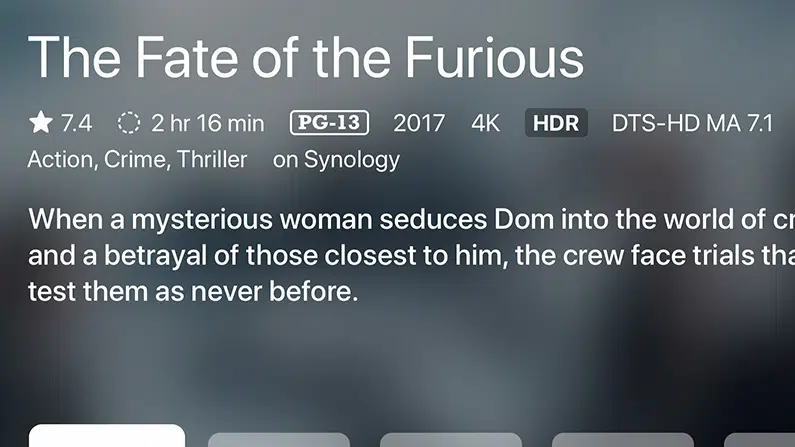 The Fate of the Furious
7.4 2 hr 16 min PG-13 2017 4K HDR DTS-HD MA 7.1
Action, Crime, Thriller on Synology
When a mysterious woman seduces Dom into the world of
and a betrayal of those closest to him, the crew face trials
test them as never before.